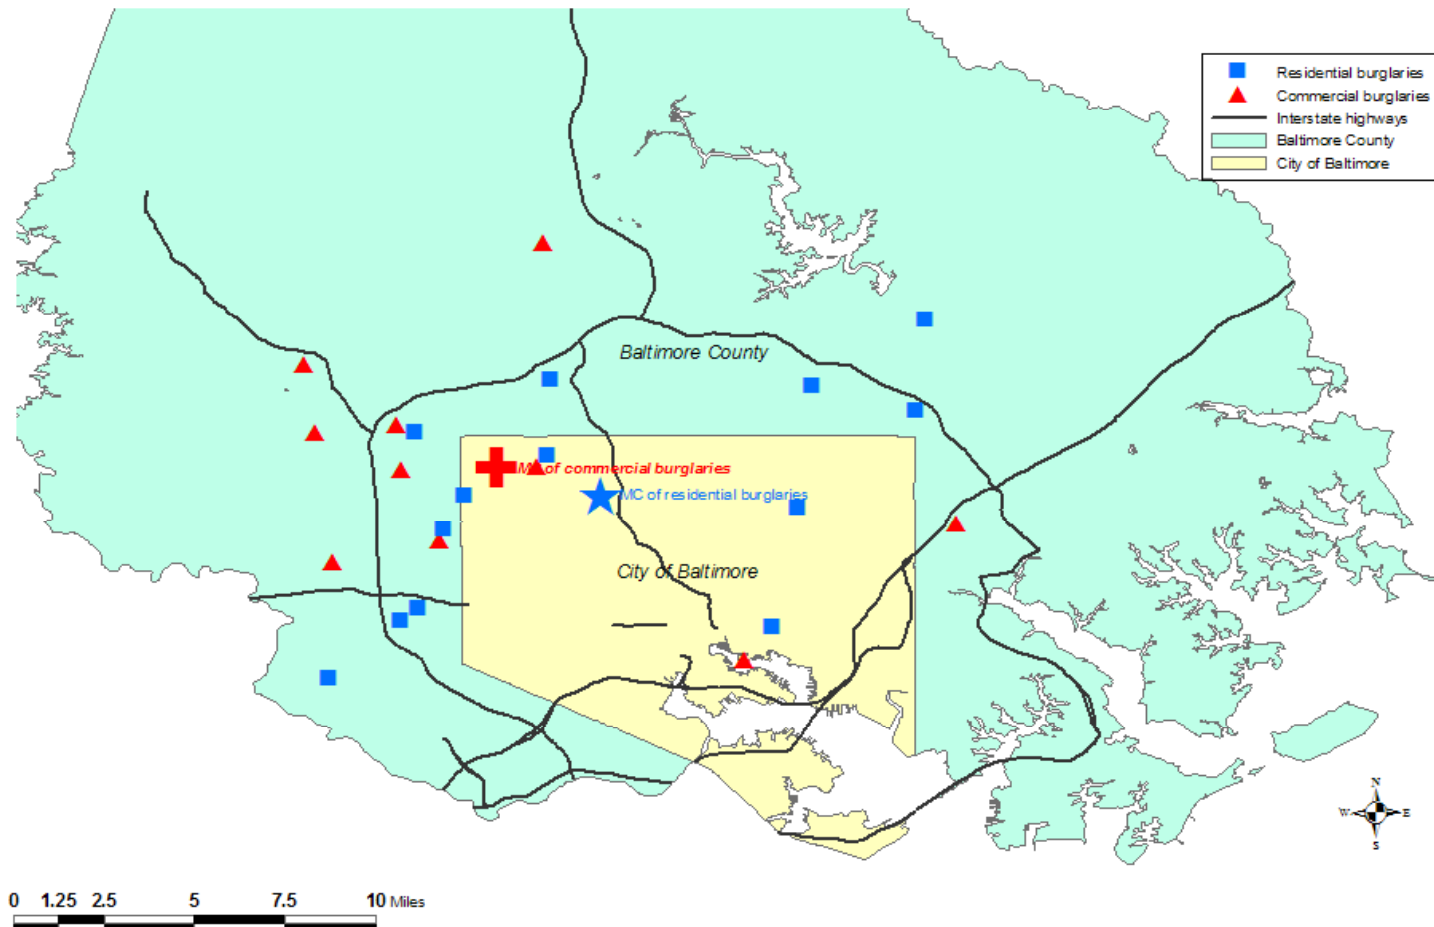 Residential burglaries
Commercial burglaries
Interstate highways
Baltimore County
City of Baltimore
Baltimore County
of commercial burglaries
MC of residential burglaries
City of Baltimore
N
W E
S
0 1.25 2.5 5 7.5 10 Miles